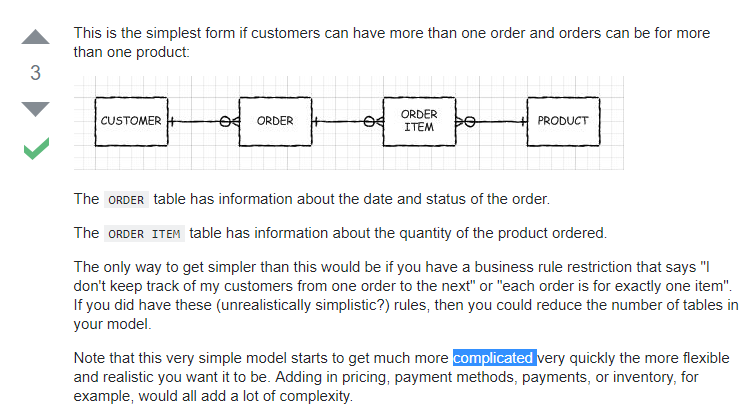 This is the simplest form if customers can have more than one order and orders can be for more
than one product:
3
CUSTOMER ORDER ORDER ITEM PRODUCT
The ORDER table has information about the date and status of the order.
The ORDER ITEM table has information about the quantity of the product ordered.
The only way to get simpler than this would be if you have a business rule restriction that says "I
don't keep track of my customers from one order to the next" or "each order is for exactly one item".
If you did have these (unrealistically simplistic?) rules, then you could reduce the number of tables in
your model.
Note that this very simple model starts to get much more complicated very quickly the more flexible
and realistic you want it to be. Adding in pricing, payment methods, payments, or inventory, for
example, would all add a lot of complexity.